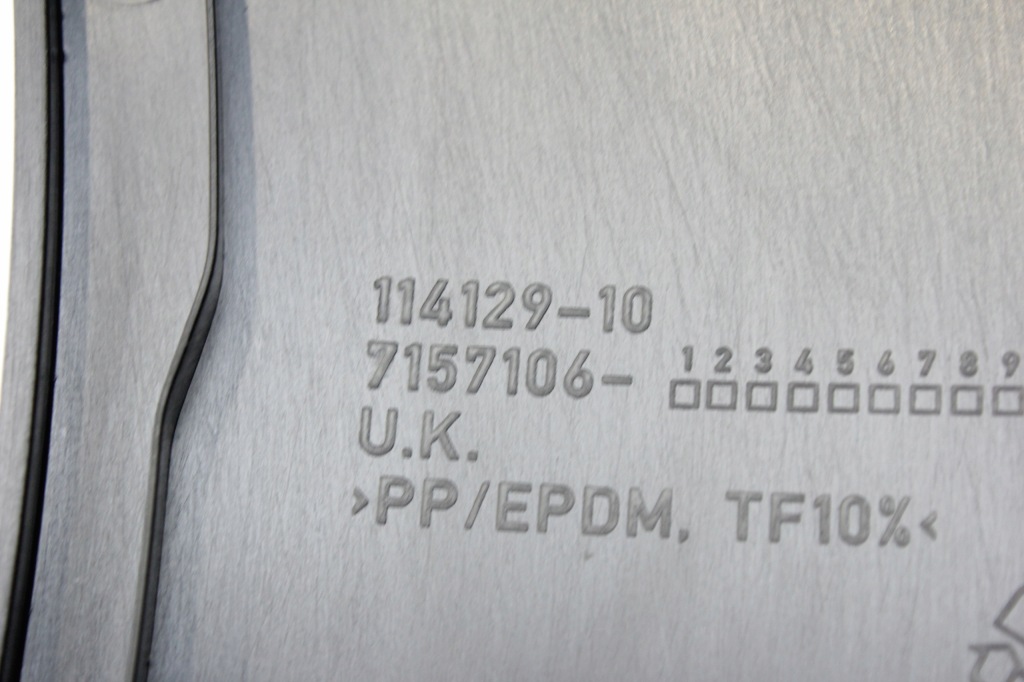 114129-10
7157106- 1 2 3 4 5 6 7 8 9
U.K.
>PP/EPDM, TF10%<